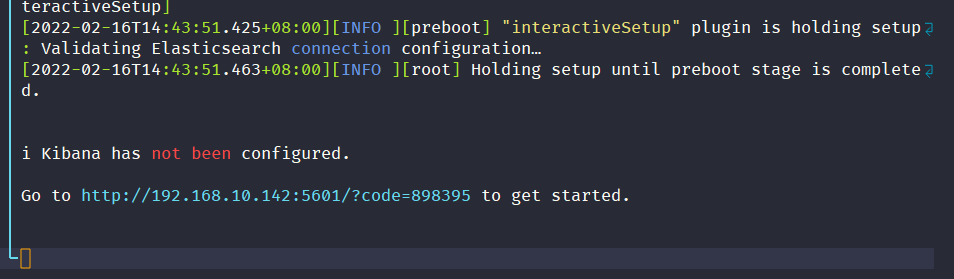 teractiveSetup]
[2022-02-16T14:43:51.425+08:00][INFO ][preboot] "interactiveSetup" plugin is holding setup
: Validating Elasticsearch connection configuration…
[2022-02-16T14:43:51.463+08:00][INFO ][root] Holding setup until preboot stage is complete
d.
i Kibana has not been configured.
Go to http://192.168.10.142:5601/?code=898395 to get started.